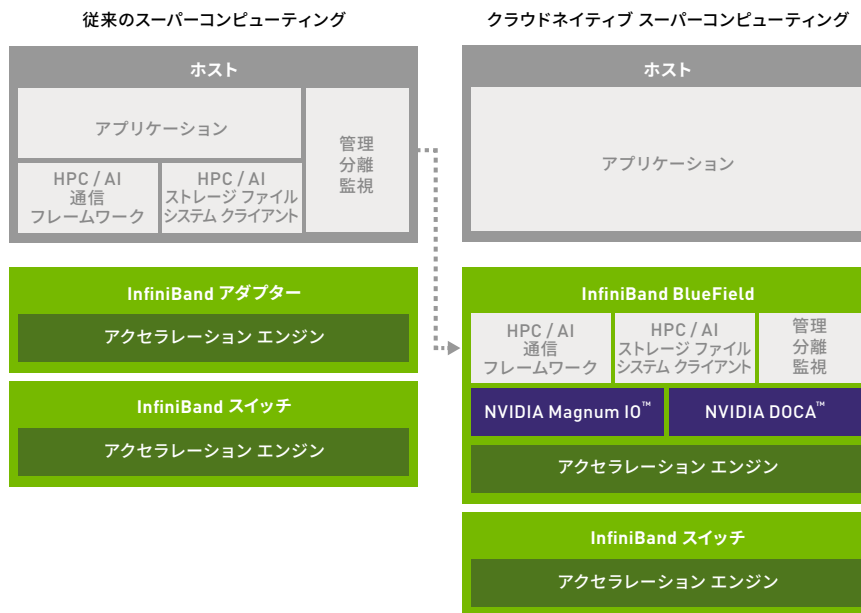 従来のスーパーコンピューティング
ホスト
アプリケーション
HPC / AI
通信
フレームワーク
HPC / AI
ストレージ ファイル
システム クライアント
管理
分離
監視
InfiniBand アダプター
アクセラレーション エンジン
InfiniBand スイッチ
アクセラレーション エンジン
クラウドネイティブ スーパーコンピューティング
ホスト
アプリケーション
InfiniBand BlueField
HPC / AI
通信
フレームワーク
HPC / AI
ストレージ ファイル
システム クライアント
管理
分離
監視
NVIDIA Magnum IO™
NVIDIA DOCA™
アクセラレーション エンジン
InfiniBand スイッチ
アクセラレーション エンジン